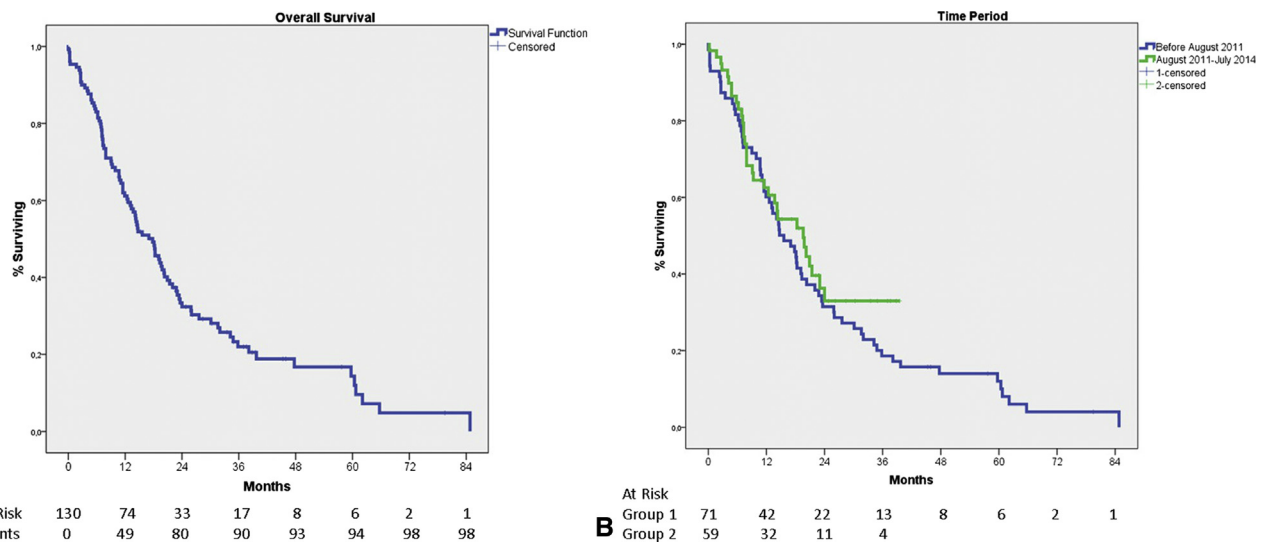 Overall Survival
Survival Function
Censored
% Surviving
1,0
0,8
0,6
0,4
0,2
0,0
0 12 24 36 48 60 72 84
Months
Risk 130 74 33 17 8 6 2 1
nts 0 49 80 90 93 94 98 98
B
Time Period
Before August 2011
August 2011-July 2014
1-censored
2-censored
% Surviving
1,0
0,8
0,6
0,4
0,2
0,0
0 12 24 36 48 60 72 84
Months
At Risk
Group 1 71 42 22 13 8 6 2 1
Group 2 59 32 11 4